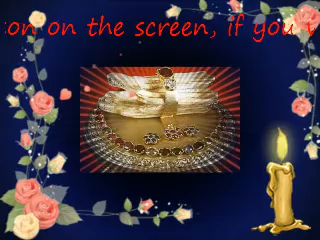 on on the screen, if you